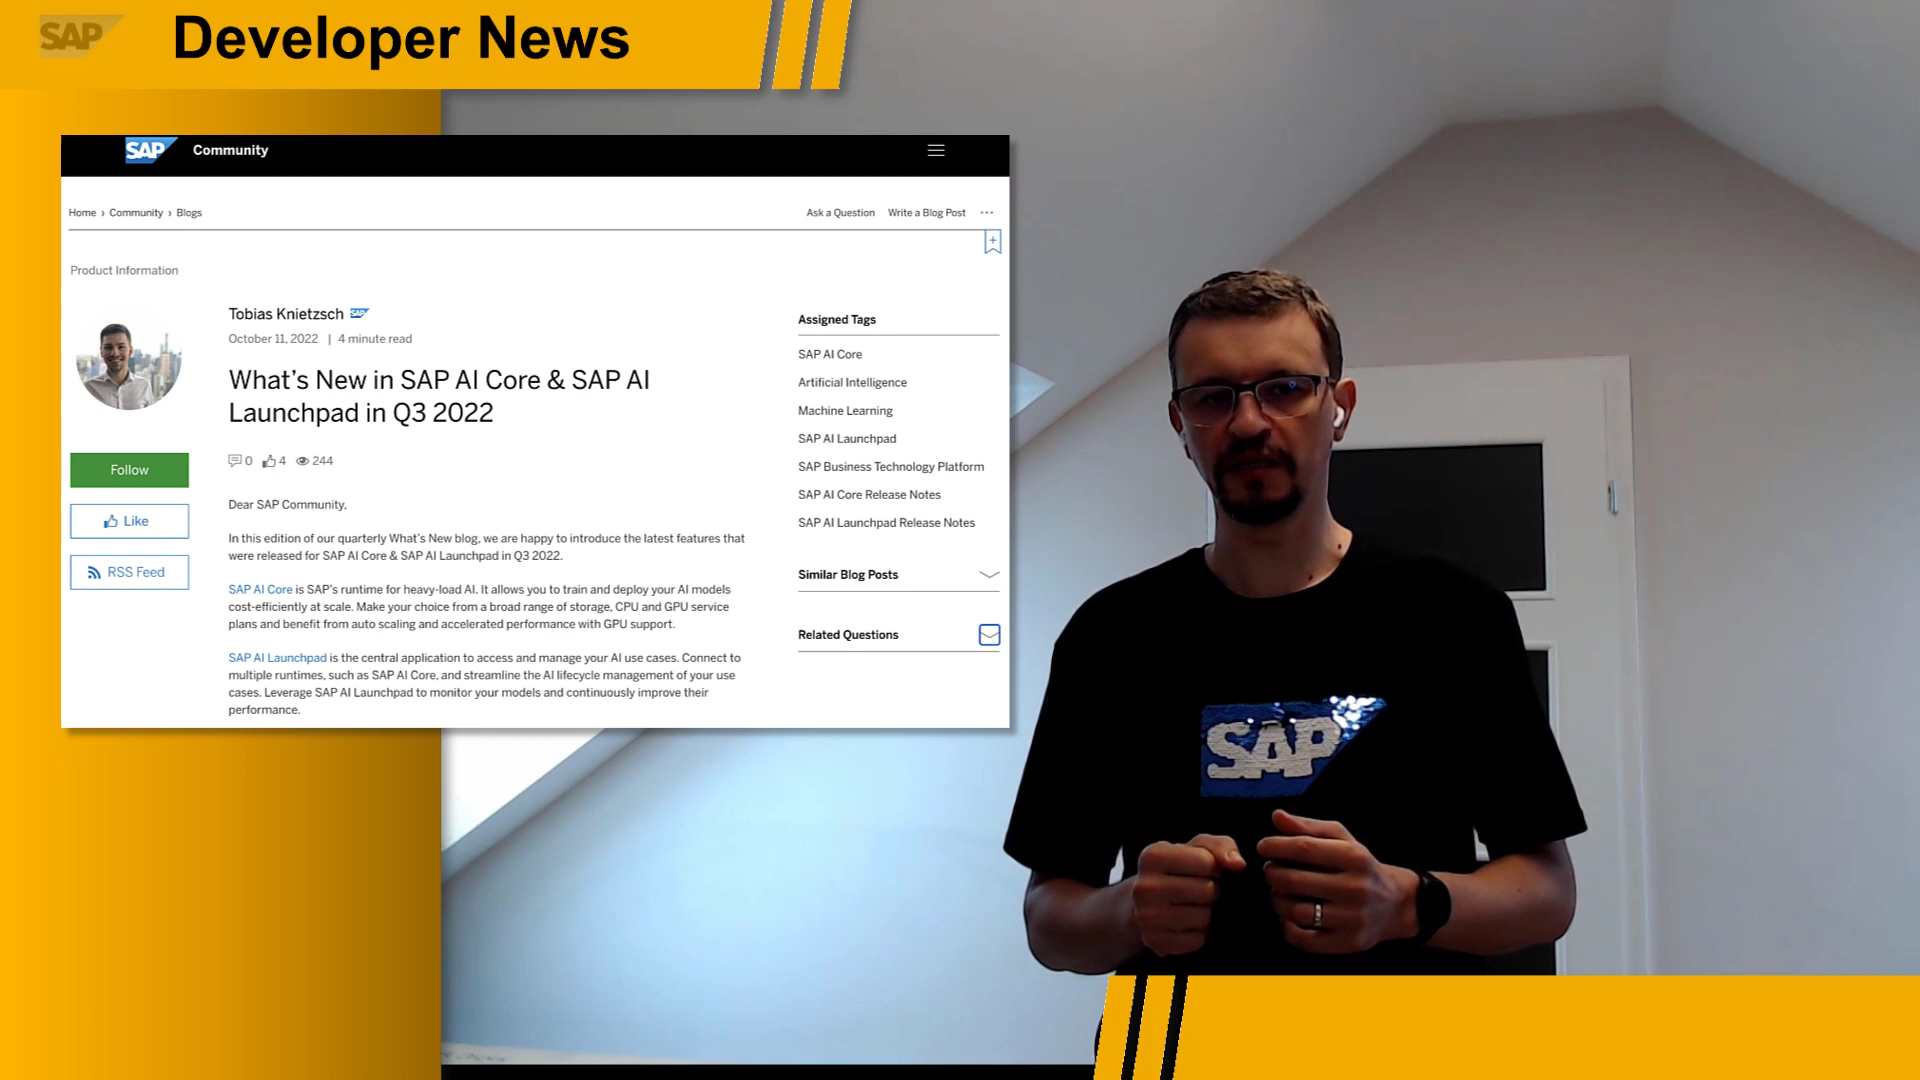 SAP
Developer News
SAP Community
Home › Community › Blogs
Ask a Question Write a Blog Post ···
Product Information
Tobias Knietzsch SAP
October 11, 2022 | 4 minute read
What's New in SAP AI Core & SAP AI
Launchpad in Q3 2022
0 4 244
Follow
Like
RSS Feed
Dear SAP Community,
In this edition of our quarterly What's New blog, we are happy to introduce the latest features that
were released for SAP AI Core & SAP AI Launchpad in Q3 2022.
SAP AI Core is SAP's runtime for heavy-load AI. It allows you to train and deploy your AI models
cost-efficiently at scale. Make your choice from a broad range of storage, CPU and GPU service
plans and benefit from auto scaling and accelerated performance with GPU support.
SAP AI Launchpad is the central application to access and manage your AI use cases. Connect to
multiple runtimes, such as SAP AI Core, and streamline the AI lifecycle management of your use
cases. Leverage SAP AI Launchpad to monitor your models and continuously improve their
performance.
Assigned Tags
SAP AI Core
Artificial Intelligence
Machine Learning
SAP AI Launchpad
SAP Business Technology Platform
SAP AI Core Release Notes
SAP AI Launchpad Release Notes
Similar Blog Posts
Related Questions
SAP